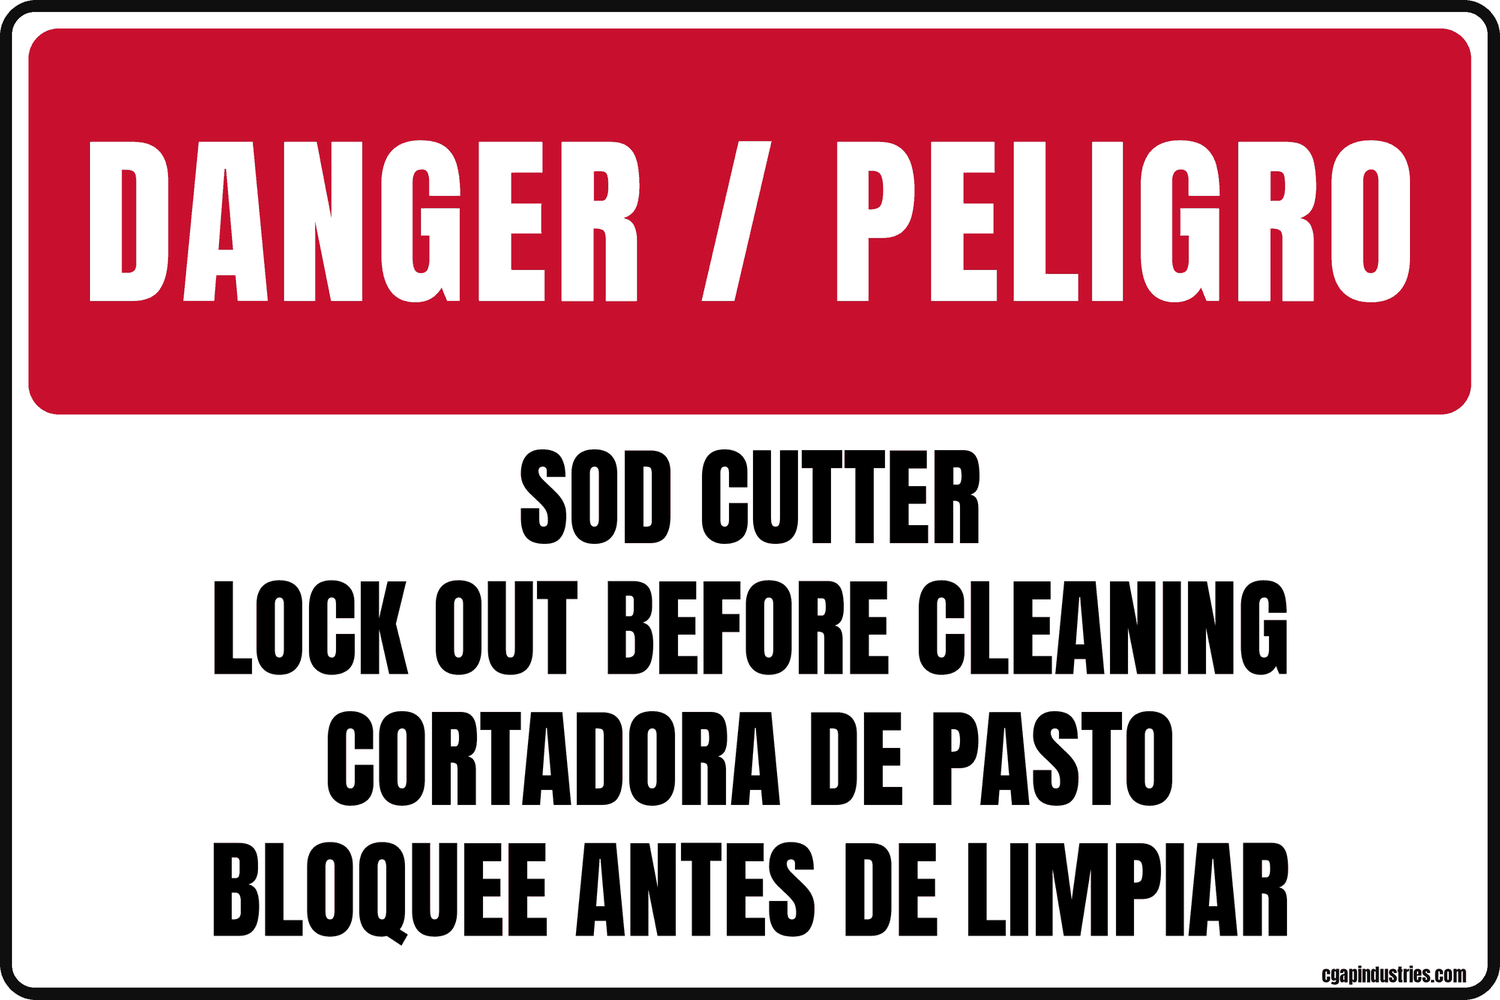 DANGER / PELIGRO
SOD CUTTER
LOCK OUT BEFORE CLEANING
CORTADORA DE PASTO
BLOQUEE ANTES DE LIMPIAR
cgapindustries.com